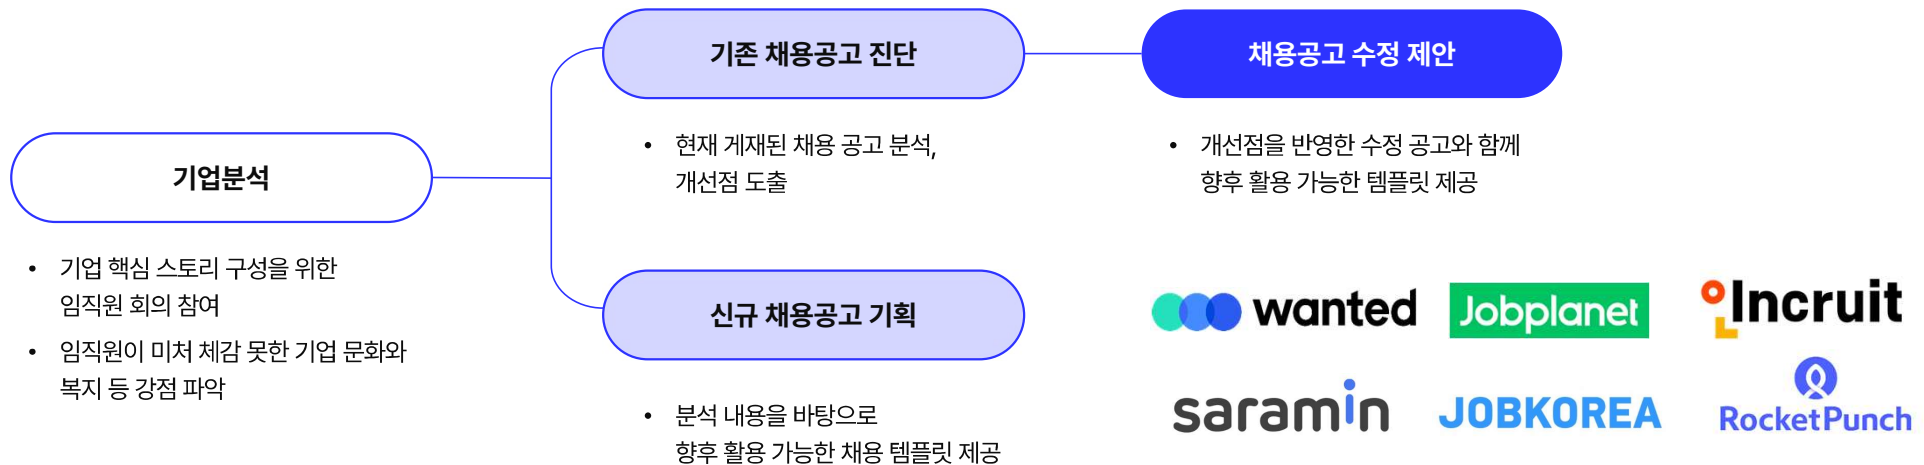 기업분석
• 기업 핵심 스토리 구성을 위한
임직원 회의 참여
• 임직원이 미처 체감 못한 기업 문화와
복지 등 강점 파악
기존 채용공고 진단
• 현재 게재된 채용 공고 분석,
개선점 도출
채용공고 수정 제안
• 개선점을 반영한 수정 공고와 함께
향후 활용 가능한 템플릿 제공
신규 채용공고 기획
• 분석 내용을 바탕으로
향후 활용 가능한 채용 템플릿 제공
wanted
Jobplanet
Incruit
saramin
JOBKOREA
RocketPunch